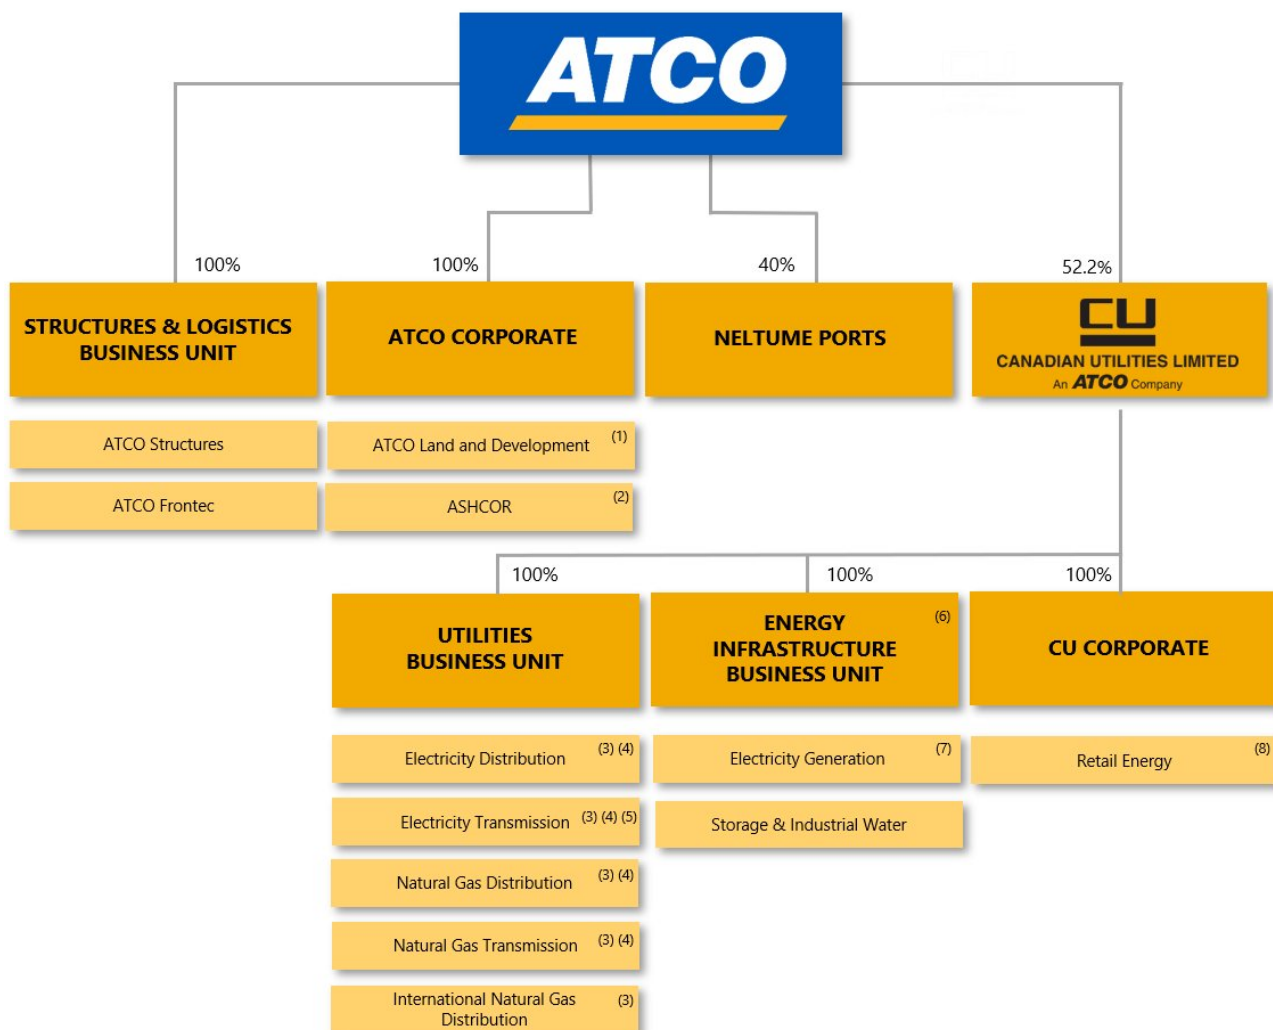 ATCO
100%
100%
40%
52.2%
STRUCTURES & LOGISTICS
BUSINESS UNIT
ATCO CORPORATE
NELTUME PORTS
CU
CANADIAN UTILITIES LIMITED
An ATCO Company
ATCO Structures
ATCO Land and Development (1)
ATCO Frontec
ASHCOR (2)
100%
100%
100%
UTILITIES
BUSINESS UNIT
ENERGY (6)
INFRASTRUCTURE
BUSINESS UNIT
CU CORPORATE
Electricity Distribution (3) (4)
Electricity Generation (7)
Retail Energy (8)
Electricity Transmission (3) (4) (5)
Storage & Industrial Water
Natural Gas Distribution (3) (4)
Natural Gas Transmission (3) (4)
International Natural Gas (3)
Distribution